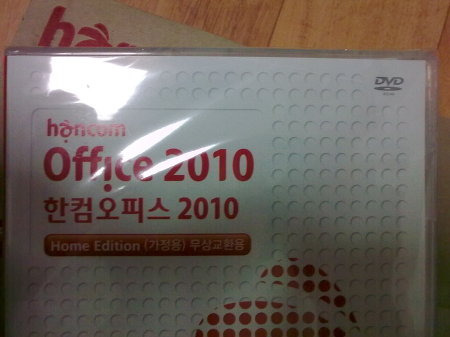 hancom
DVD
hancom
Office 2010
한컴오피스 2010
Home Edition (가정용) 무상교환용